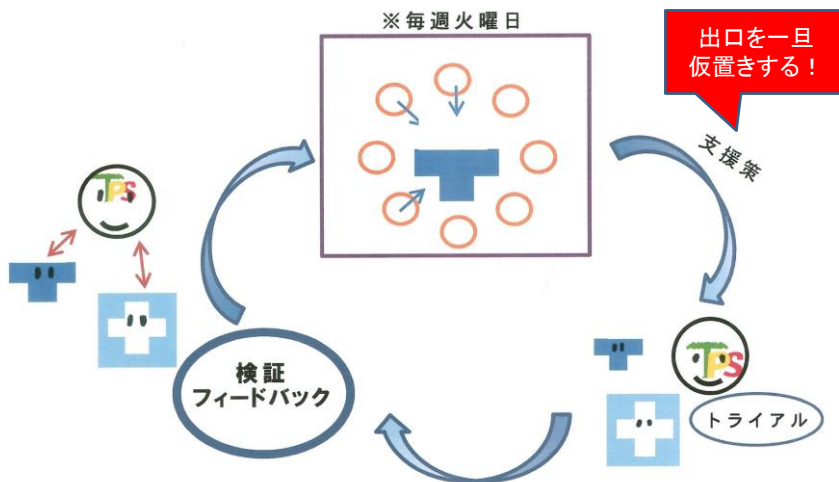 ※毎週火曜日
出口を一旦
仮置きする！
支援策
TPS
検証
フィードバック
TPS
トライアル